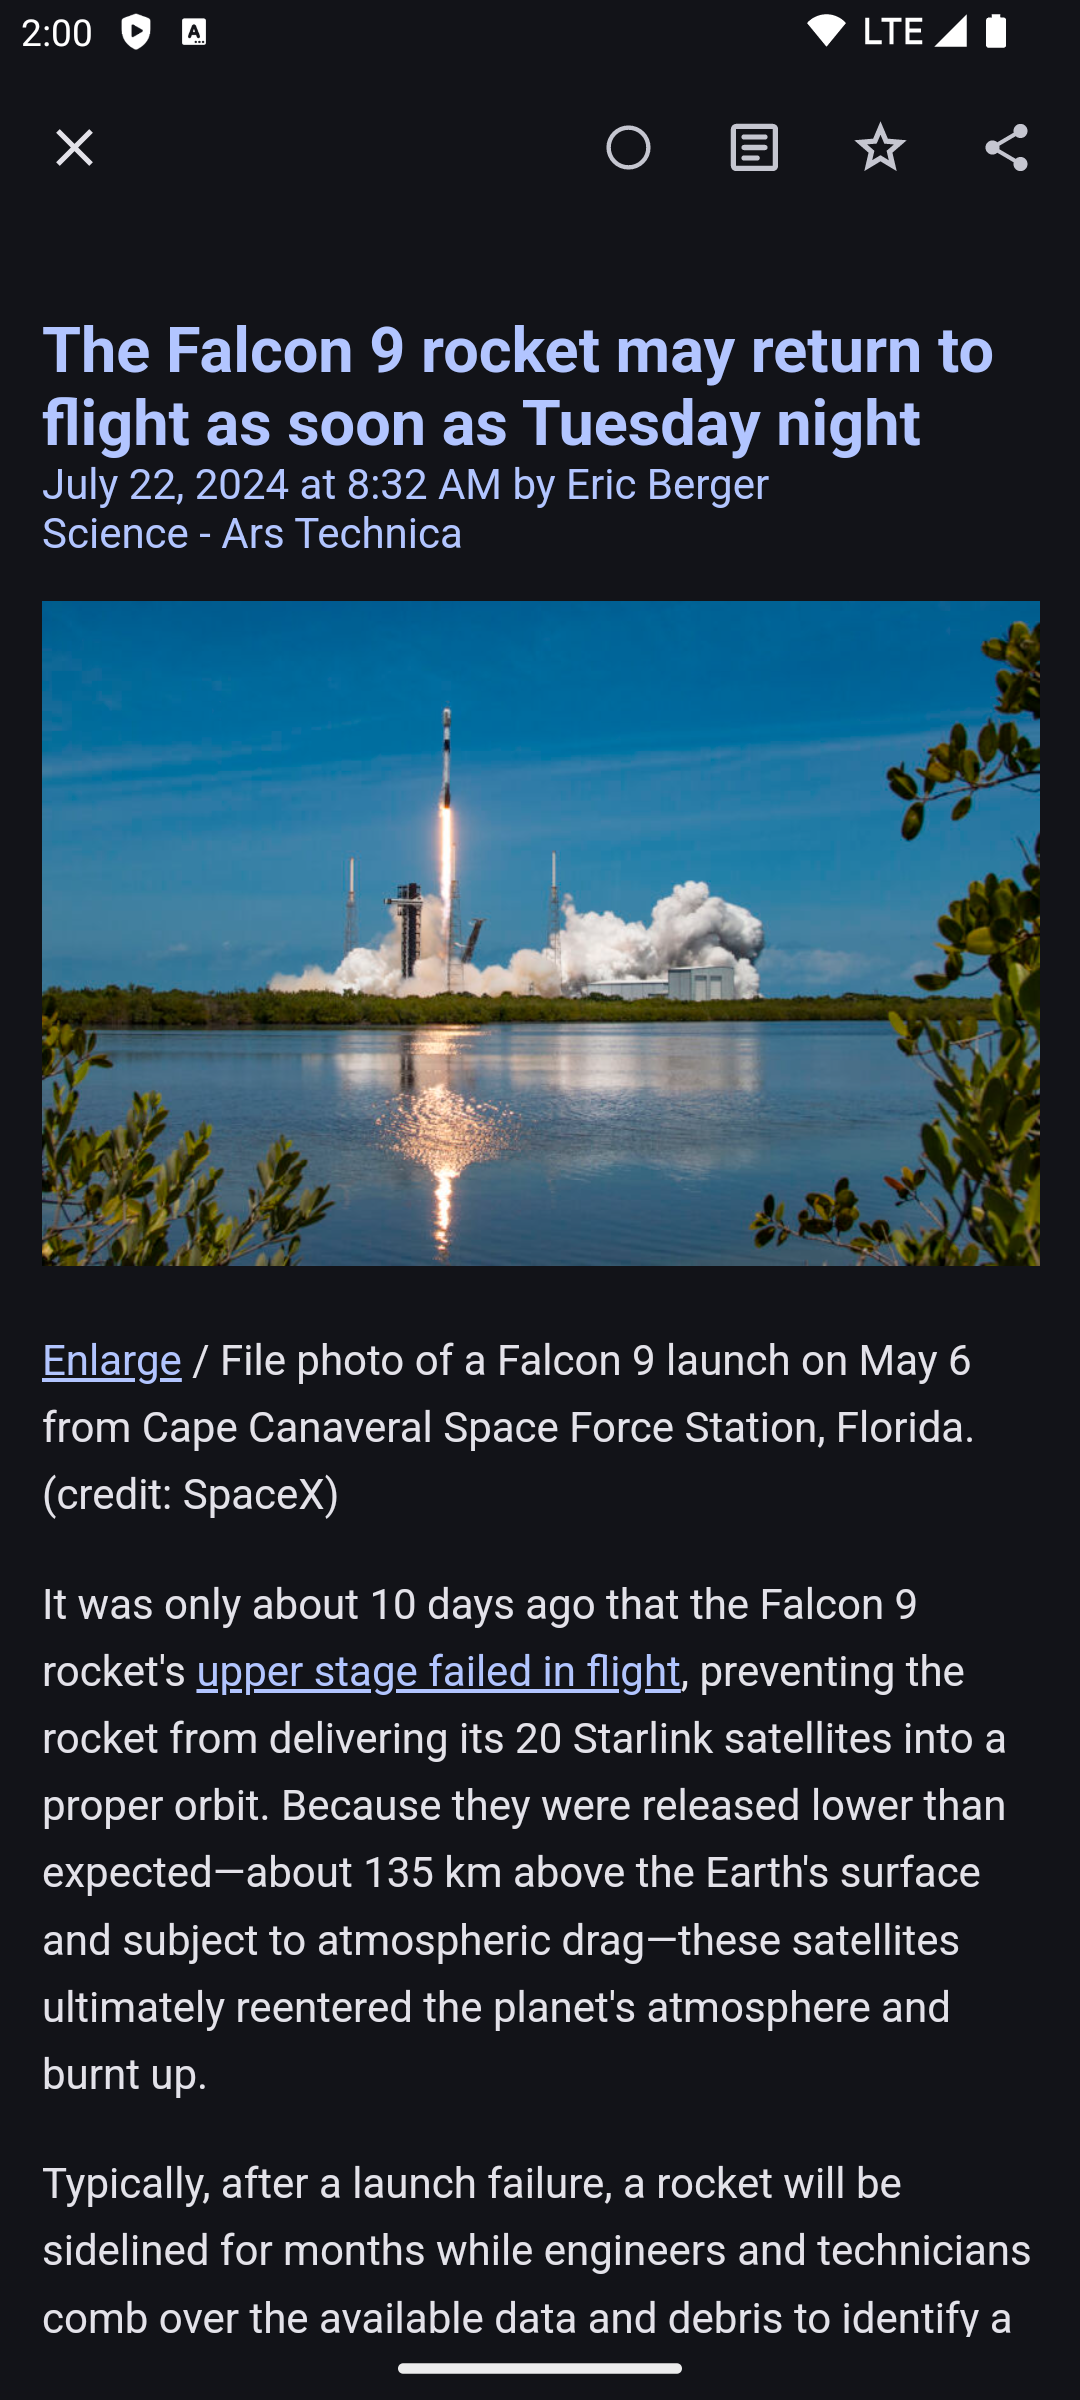 2:00
LTE
The Falcon 9 rocket may return to
flight as soon as Tuesday night
July 22, 2024 at 8:32 AM by Eric Berger
Science - Ars Technica
Enlarge / File photo of a Falcon 9 launch on May 6
from Cape Canaveral Space Force Station, Florida.
(credit: SpaceX)
It was only about 10 days ago that the Falcon 9
rocket's upper stage failed in flight, preventing the
rocket from delivering its 20 Starlink satellites into a
proper orbit. Because they were released lower than
expected—about 135 km above the Earth's surface
and subject to atmospheric drag—these satellites
ultimately reentered the planet's atmosphere and
burnt up.
Typically, after a launch failure, a rocket will be
sidelined for months while engineers and technicians
comb over the available data and debris to identify a